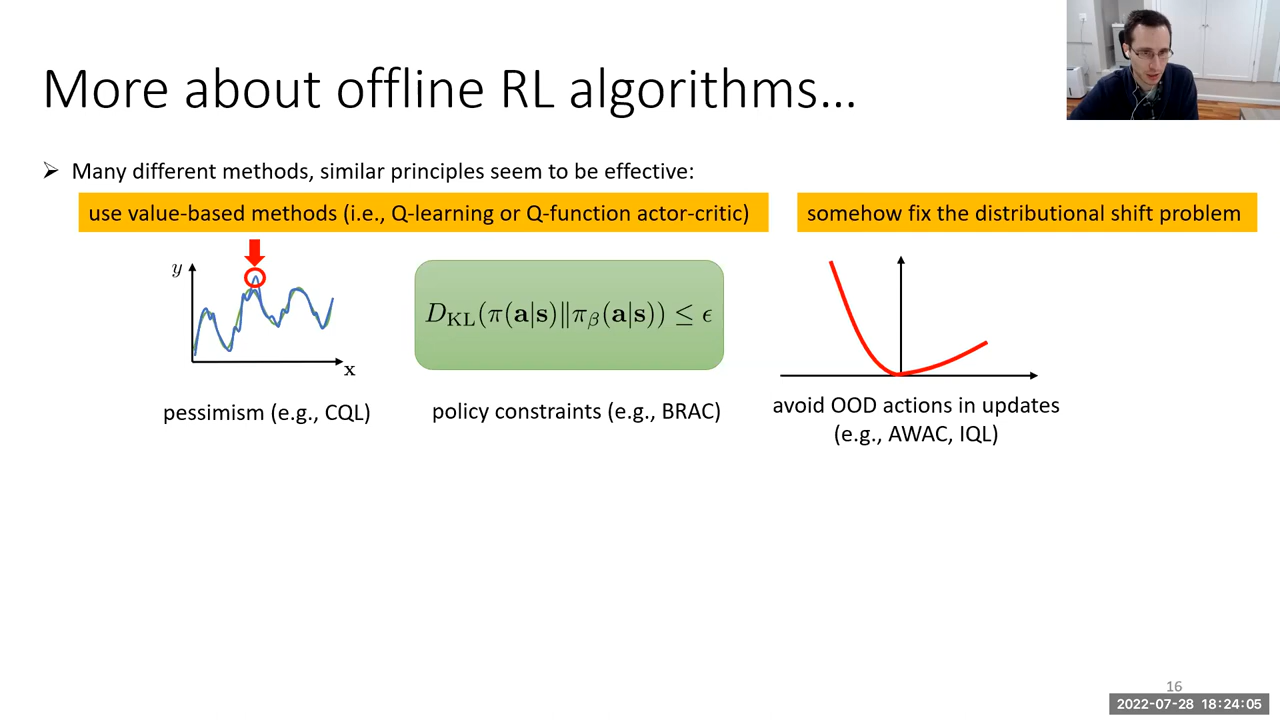 More about offline RL algorithms...
➢ Many different methods, similar principles seem to be effective:
use value-based methods (i.e., Q-learning or Q-function actor-critic)
somehow fix the distributional shift problem
y
x
pessimism (e.g., CQL)
D_KL(π(a|s)‖π_β(a|s)) ≤ ϵ
policy constraints (e.g., BRAC)
avoid OOD actions in updates
(e.g., AWAC, IQL)
16
2022-07-28 18:24:05